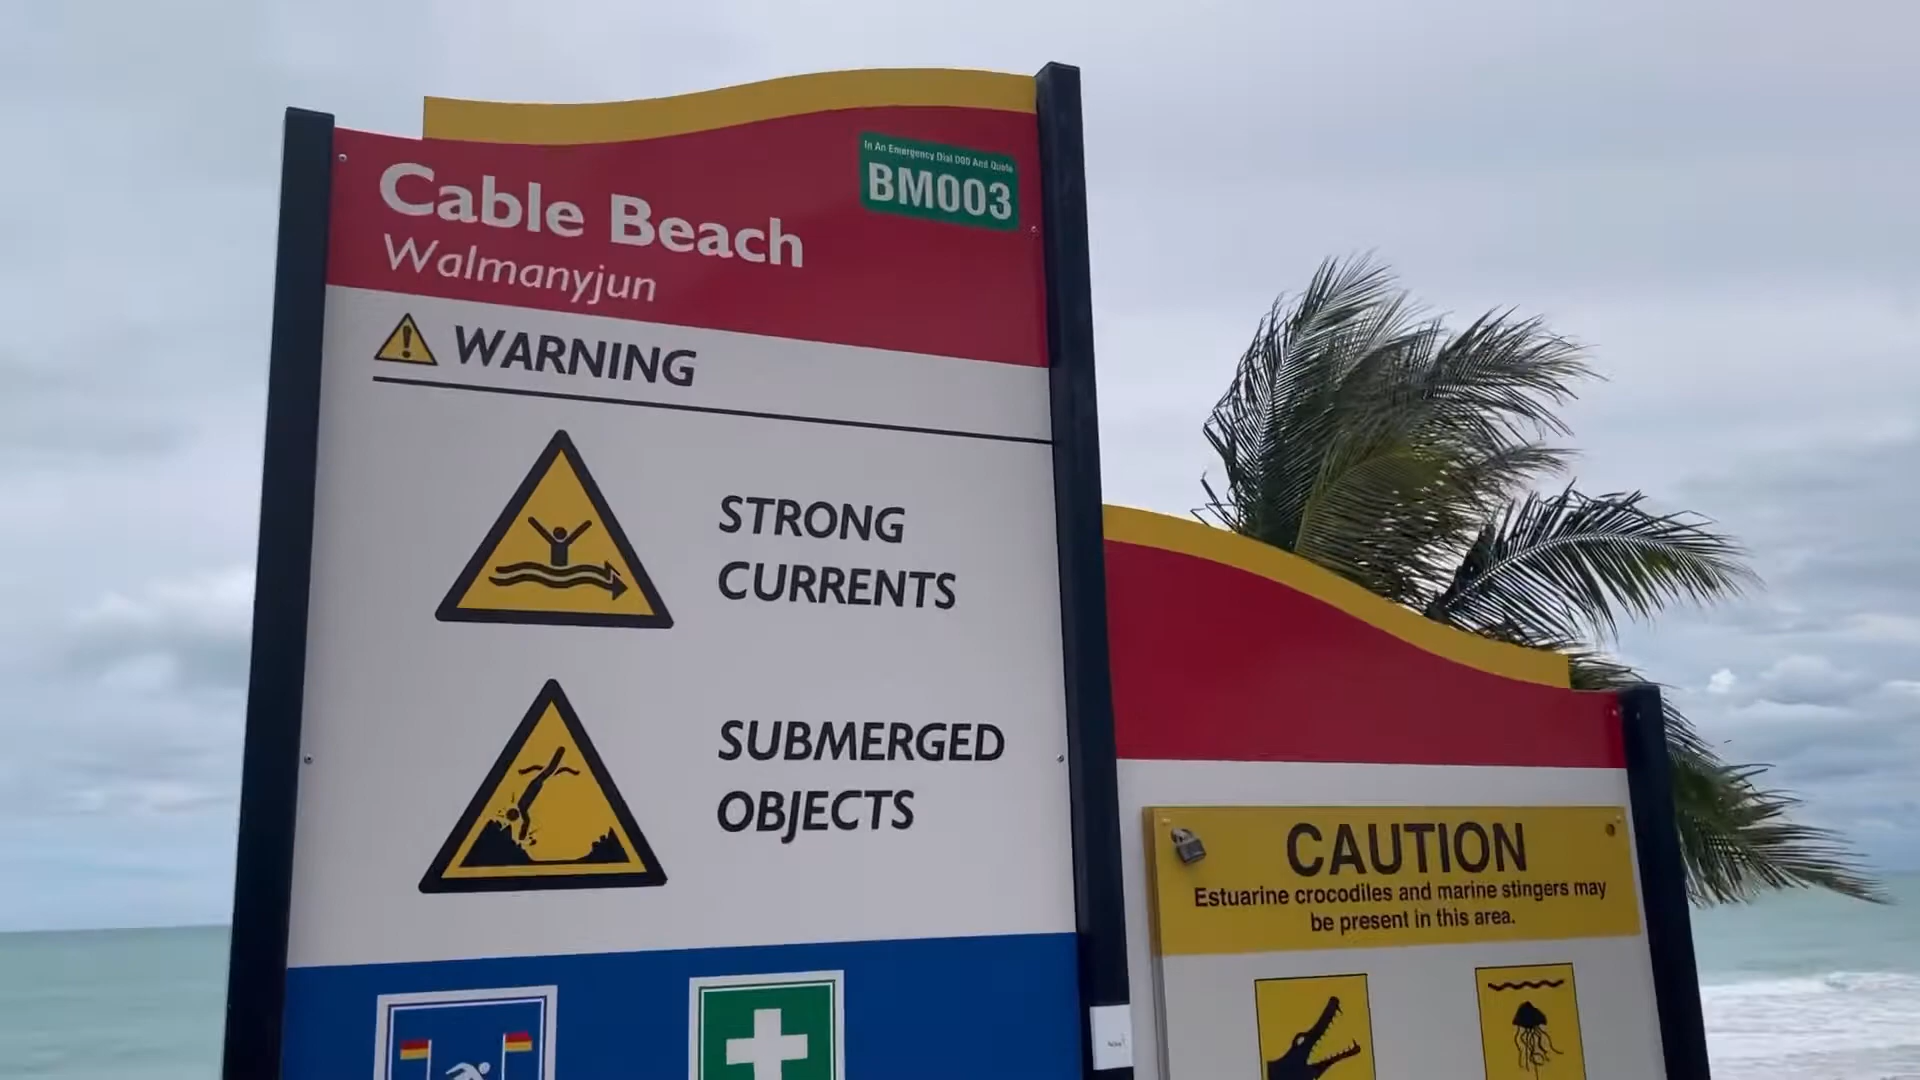 In An Emergency Dial 000 And Quote
BM003
Cable Beach
Walmanyjun
WARNING
STRONG
CURRENTS
SUBMERGED
OBJECTS
CAUTION
Estuarine crocodiles and marine stingers may
be present in this area.